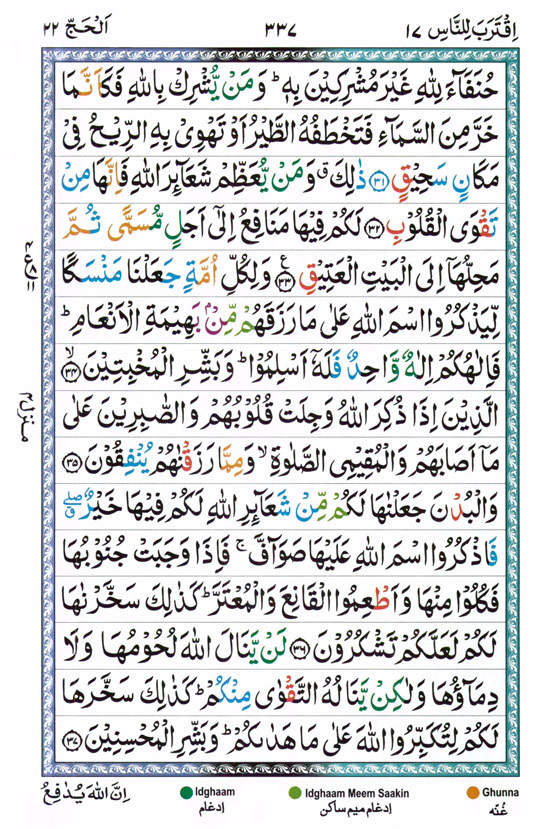 اِقْتَرَبَ لِلنَّاسِ ١٧
٣٣٧
اَلْحَجّ ٢٢
حُنَفَآءَ لِلّٰهِ غَيْرَ مُشْرِكِيْنَ بِهٖ ؕ وَمَنْ يُّشْرِكْ بِاللّٰهِ فَكَاَنَّمَا
خَرَّ مِنَ السَّمَآءِ فَتَخْطَفُهُ الطَّيْرُ اَوْ تَهْوِىْ بِهِ الرِّيْحُ فِىْ
مَكَانٍ سَحِيْقٍ ﴿٣١﴾ ذٰلِكَ ۗ وَمَنْ يُّعَظِّمْ شَعَآئِرَ اللّٰهِ فَاِنَّهَا مِنْ
تَقْوَى الْقُلُوْبِ ﴿٣٢﴾ لَكُمْ فِيْهَا مَنَافِعُ اِلٰٓى اَجَلٍ مُّسَمًّى ثُمَّ
مَحِلُّهَاۤ اِلَى الْبَيْتِ الْعَتِيْقِ ﴿٣٣﴾ ع وَلِكُلِّ اُمَّةٍ جَعَلْنَا مَنْسَكًا
لِّيَذْكُرُوا اسْمَ اللّٰهِ عَلٰى مَا رَزَقَهُمْ مِّنْۢ بَهِيْمَةِ الْاَنْعَامِ ؕ
فَاِلٰهُكُمْ اِلٰهٌ وَّاحِدٌ فَلَهٗۤ اَسْلِمُوْا ؕ وَبَشِّرِ الْمُخْبِتِيْنَ ۙ﴿٣٤﴾
الَّذِيْنَ اِذَا ذُكِرَ اللّٰهُ وَجِلَتْ قُلُوْبُهُمْ وَالصّٰبِرِيْنَ عَلٰى
مَاۤ اَصَابَهُمْ وَالْمُقِيْمِى الصَّلٰوةِ ۙ وَمِمَّا رَزَقْنٰهُمْ يُنْفِقُوْنَ ﴿٣٥﴾
وَالْبُدْنَ جَعَلْنٰهَا لَكُمْ مِّنْ شَعَآئِرِ اللّٰهِ لَكُمْ فِيْهَا خَيْرٌ ۖۗ
فَاذْكُرُوا اسْمَ اللّٰهِ عَلَيْهَا صَوَآفَّ ۚ فَاِذَا وَجَبَتْ جُنُوْبُهَا
فَكُلُوْا مِنْهَا وَاَطْعِمُوا الْقَانِعَ وَالْمُعْتَرَّ ؕ كَذٰلِكَ سَخَّرْنٰهَا
لَكُمْ لَعَلَّكُمْ تَشْكُرُوْنَ ﴿٣٦﴾ لَنْ يَّنَالَ اللّٰهَ لُحُوْمُهَا وَلَا
دِمَآؤُهَا وَلٰكِنْ يَّنَالُهُ التَّقْوٰى مِنْكُمْ ؕ كَذٰلِكَ سَخَّرَهَا
لَكُمْ لِتُكَبِّرُوا اللّٰهَ عَلٰى مَا هَدٰىكُمْ ؕ وَبَشِّرِ الْمُحْسِنِيْنَ ﴿٣٧﴾
منزل ٤
اِنَّ اللّٰهَ يُدٰفِعُ
Idghaam
ادغام
Idghaam Meem Saakin
ادغام میم ساکن
Ghunna
غنّه